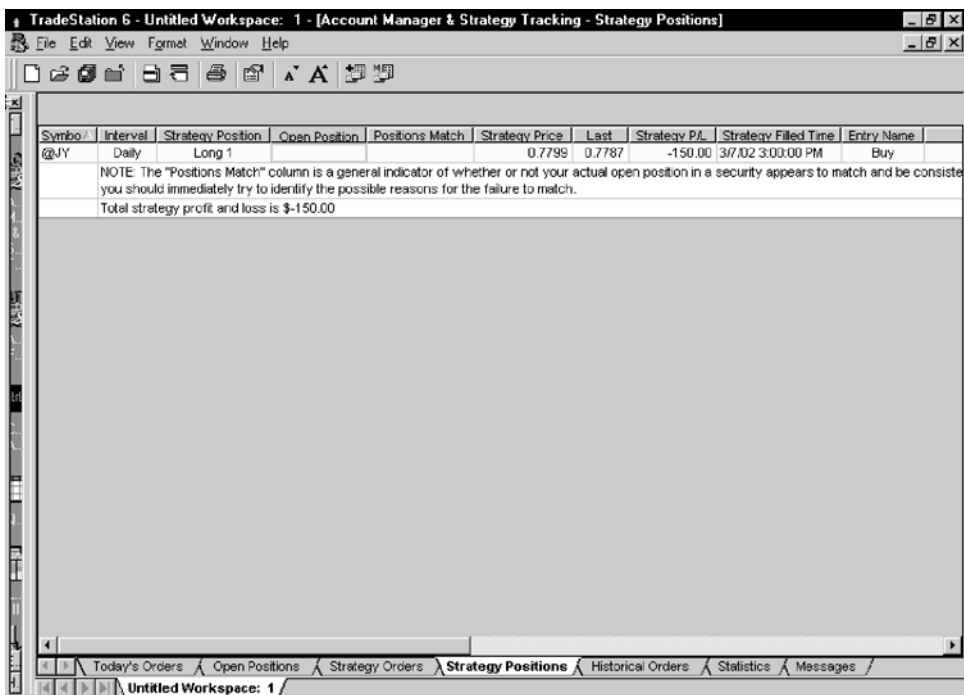 TradeStation 6 - Untitled Workspace: 1 - [Account Manager & Strategy Tracking - Strategy Positions]
File Edit View Format Window Help
Symbo Interval Strategy Position Open Position Positions Match Strategy Price Last Strategy P/L Strategy Filled Time Entry Name
@JY Daily Long 1 0.7799 0.7787 -150.00 3/7/02 3:00:00 PM Buy
NOTE: The "Positions Match" column is a general indicator of whether or not your actual open position in a security appears to match and be consiste
you should immediately try to identify the possible reasons for the failure to match.
Total strategy profit and loss is $-150.00
Today's Orders Open Positions Strategy Orders Strategy Positions Historical Orders Statistics Messages
Untitled Workspace: 1